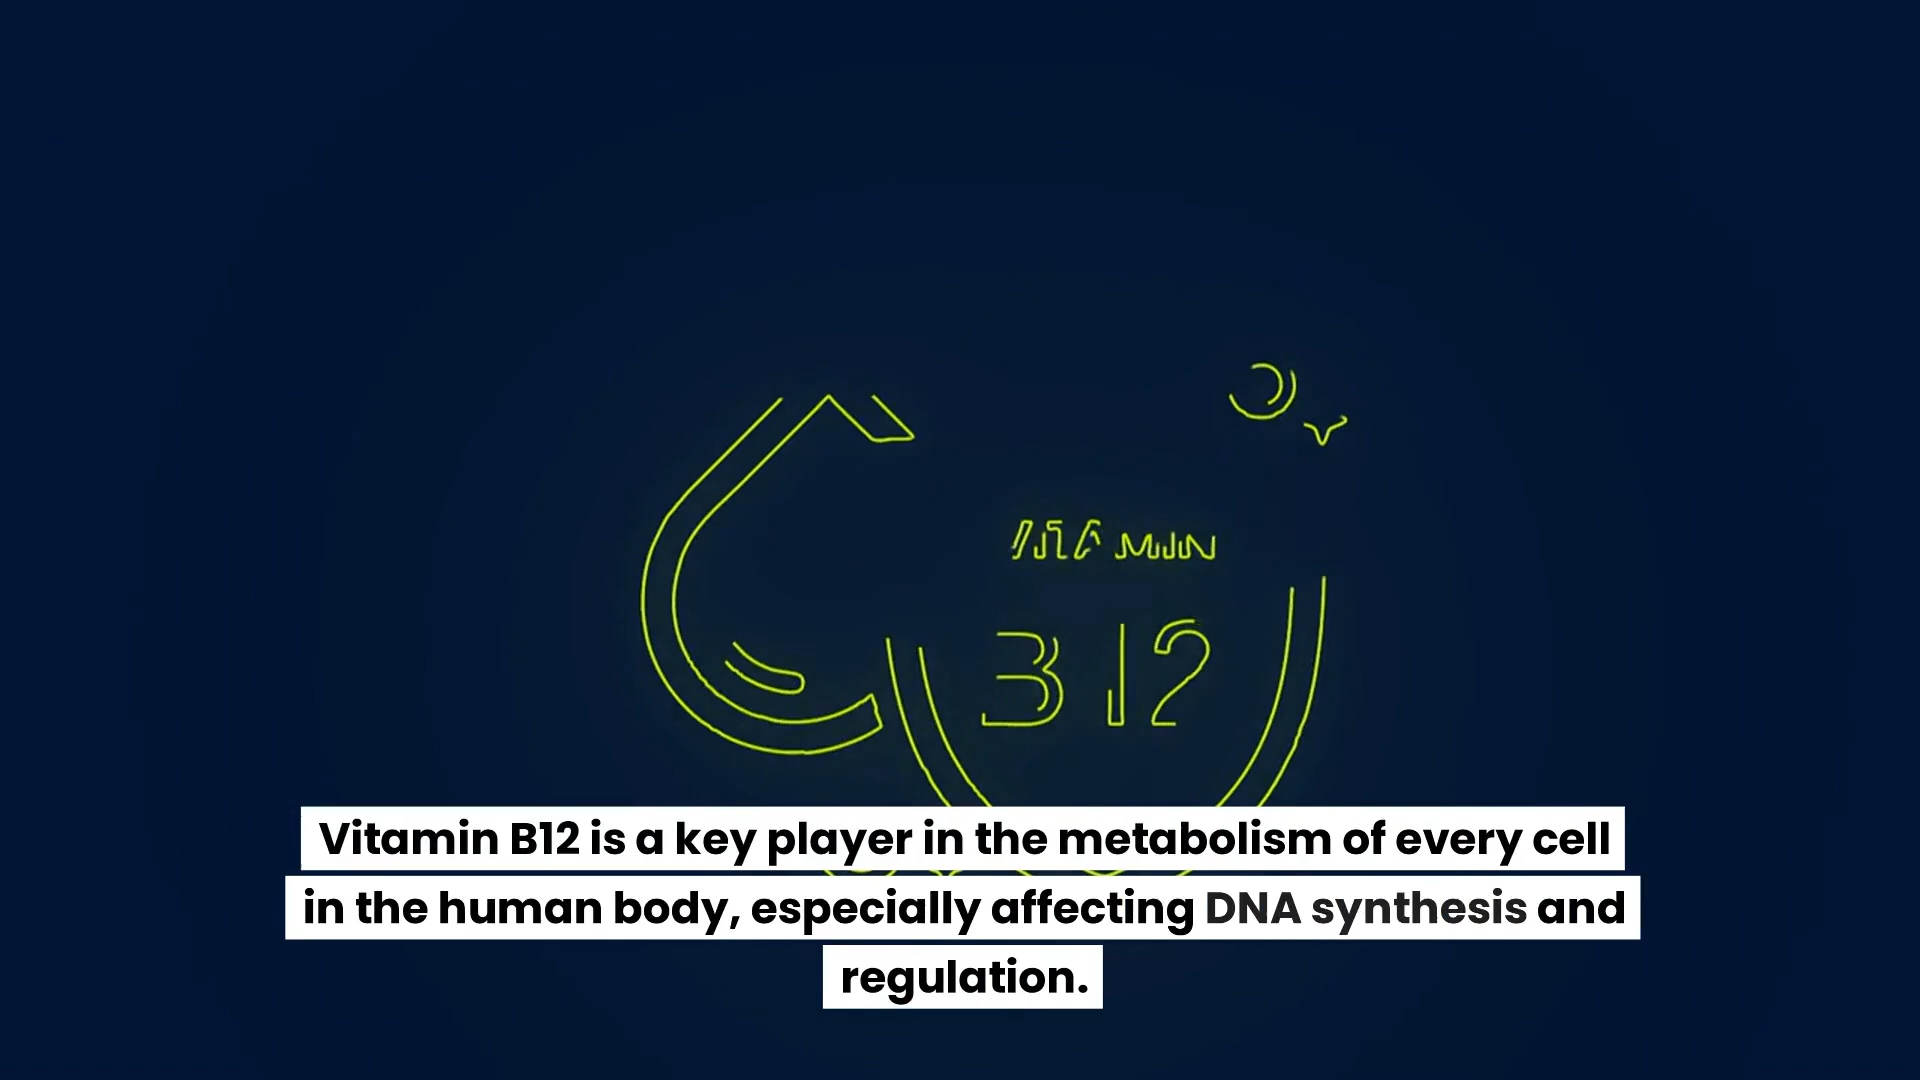 VITAMIN
B12
Vitamin B12 is a key player in the metabolism of every cell
in the human body, especially affecting DNA synthesis and
regulation.